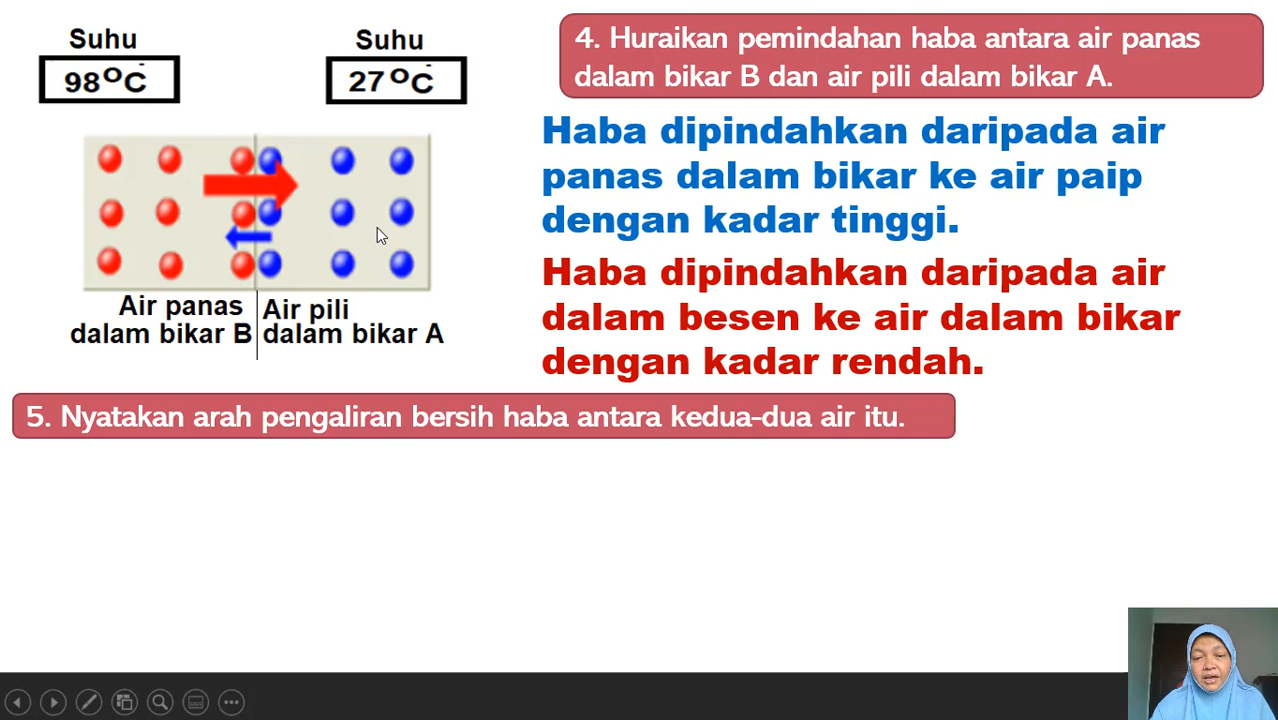 Suhu
98°C
Suhu
27°C
Air panas
dalam bikar B
Air pili
dalam bikar A
4. Huraikan pemindahan haba antara air panas
dalam bikar B dan air pili dalam bikar A.
Haba dipindahkan daripada air
panas dalam bikar ke air paip
dengan kadar tinggi.
Haba dipindahkan daripada air
dalam besen ke air dalam bikar
dengan kadar rendah.
5. Nyatakan arah pengaliran bersih haba antara kedua-dua air itu.